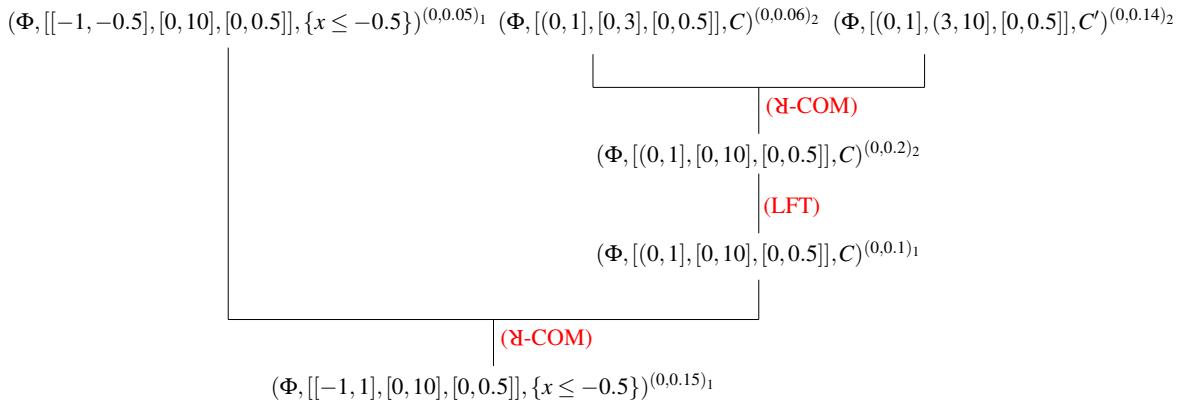 (Φ, [[−1, −0.5], [0, 10], [0, 0.5]], {x ≤ −0.5})^{(0,0.05)_1} (Φ, [(0, 1], [0, 3], [0, 0.5]], C)^{(0,0.06)_2} (Φ, [(0, 1], (3, 10], [0, 0.5]], C′)^{(0,0.14)_2}
(ꓤ-COM)
(Φ, [(0, 1], [0, 10], [0, 0.5]], C)^{(0,0.2)_2}
(LFT)
(Φ, [(0, 1], [0, 10], [0, 0.5]], C)^{(0,0.1)_1}
(ꓤ-COM)
(Φ, [[−1, 1], [0, 10], [0, 0.5]], {x ≤ −0.5})^{(0,0.15)_1}